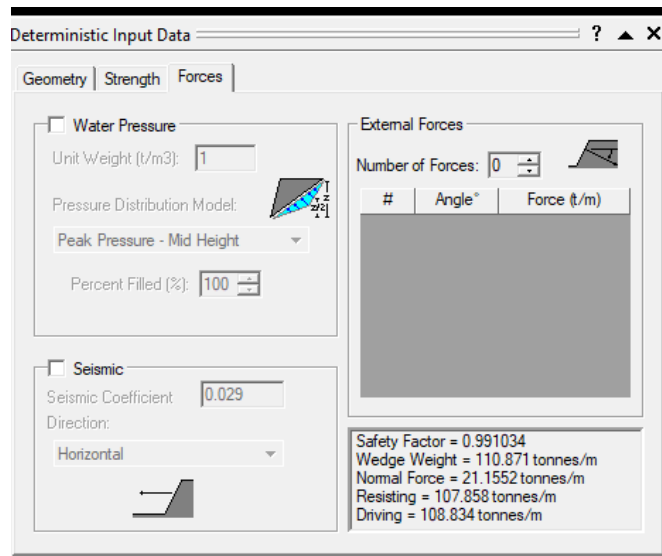 Deterministic Input Data
Geometry
Strength
Forces
Water Pressure
Unit Weight (t/m3): 1
Pressure Distribution Model:
Z
Z/2
Peak Pressure - Mid Height
Percent Filled (%): 100
Seismic
Seismic Coefficient 0.029
Direction:
Horizontal
External Forces
Number of Forces: 0
# Angle° Force (t/m)
Safety Factor = 0.991034
Wedge Weight = 110.871 tonnes/m
Normal Force = 21.1552 tonnes/m
Resisting = 107.858 tonnes/m
Driving = 108.834 tonnes/m